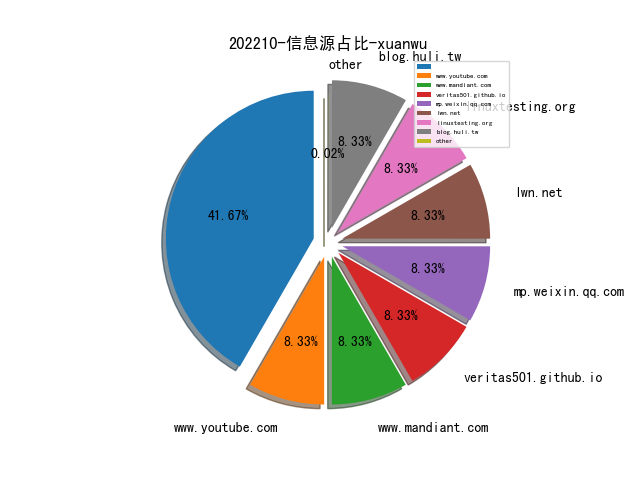 202210-信息源占比-xuanwu
other
blog.huli.tw
linuxtesting.org
lwn.net
mp.weixin.qq.com
veritas501.github.io
www.mandiant.com
www.youtube.com
41.67%
8.33%
8.33%
8.33%
8.33%
8.33%
8.33%
8.33%
0.02%
www.youtube.com
www.mandiant.com
veritas501.github.io
mp.weixin.qq.com
lwn.net
linuxtesting.org
blog.huli.tw
other